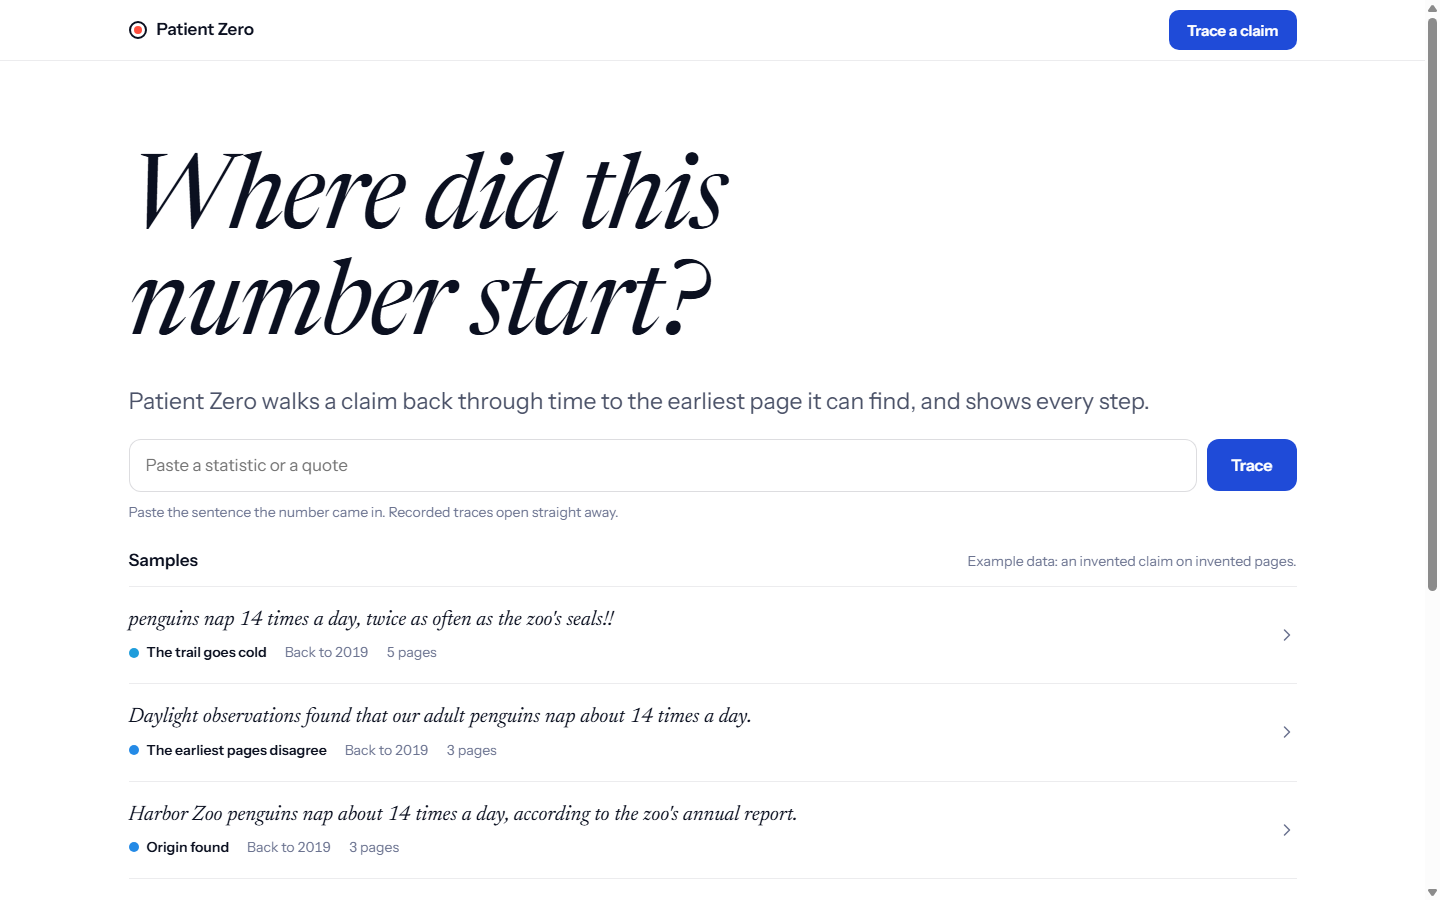 Patient Zero
Trace a claim
Where did this
number start?
Patient Zero walks a claim back through time to the earliest page it can find, and shows every step.
Paste a statistic or a quote
Trace
Paste the sentence the number came in. Recorded traces open straight away.
Samples
Example data: an invented claim on invented pages.
penguins nap 14 times a day, twice as often as the zoo's seals!!
The trail goes cold Back to 2019 5 pages
Daylight observations found that our adult penguins nap about 14 times a day.
The earliest pages disagree Back to 2019 3 pages
Harbor Zoo penguins nap about 14 times a day, according to the zoo's annual report.
Origin found Back to 2019 3 pages